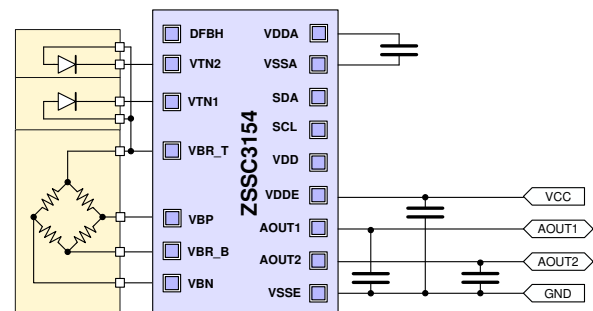 DFBH
VTN2
VTN1
VBR_T
VBP
VBR_B
VBN
ZSSC3154
VDDA
VSSA
SDA
SCL
VDD
VDDE
AOUT1
AOUT2
VSSE
VCC
AOUT1
AOUT2
GND